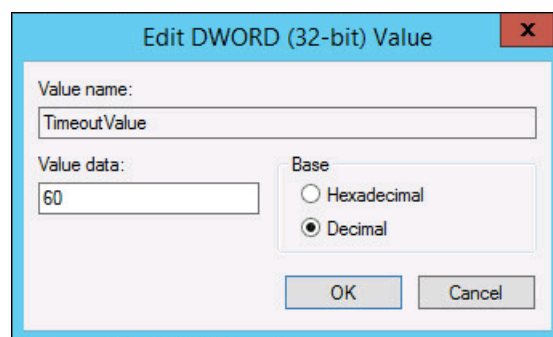 Edit DWORD (32-bit) Value
x
Value name:
TimeoutValue
Value data:
60
Base
Hexadecimal
Decimal
OK
Cancel